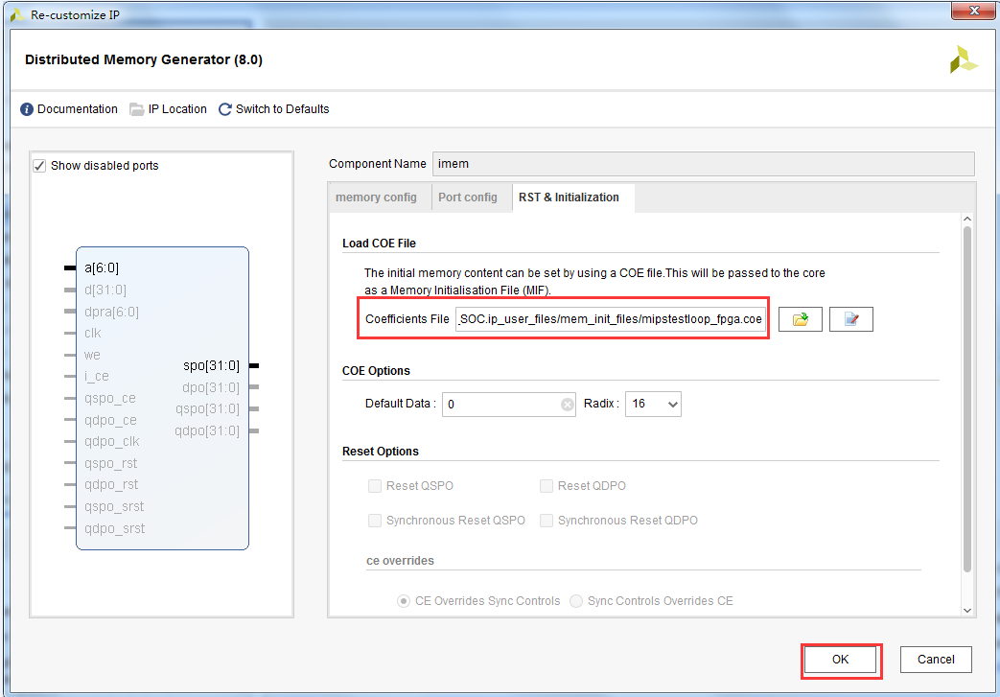 Re-customize IP
Distributed Memory Generator (8.0)
Documentation IP Location Switch to Defaults
Show disabled ports
a[6:0]
d[31:0]
dpra[6:0]
clk
we
i_ce
qspo_ce
qdpo_ce
qdpo_clk
qspo_rst
qdpo_rst
qspo_srst
qdpo_srst
spo[31:0]
dpo[31:0]
qspo[31:0]
qdpo[31:0]
Component Name imem
memory config Port config RST & Initialization
Load COE File
The initial memory content can be set by using a COE file.This will be passed to the core
as a Memory Initialisation File (MIF).
Coefficients File _SOC.ip_user_files/mem_init_files/mipstestloop_fpga.coe
COE Options
Default Data : 0 Radix : 16
Reset Options
Reset QSPO Reset QDPO
Synchronous Reset QSPO Synchronous Reset QDPO
ce overrides
CE Overrides Sync Controls Sync Controls Overrides CE
OK Cancel